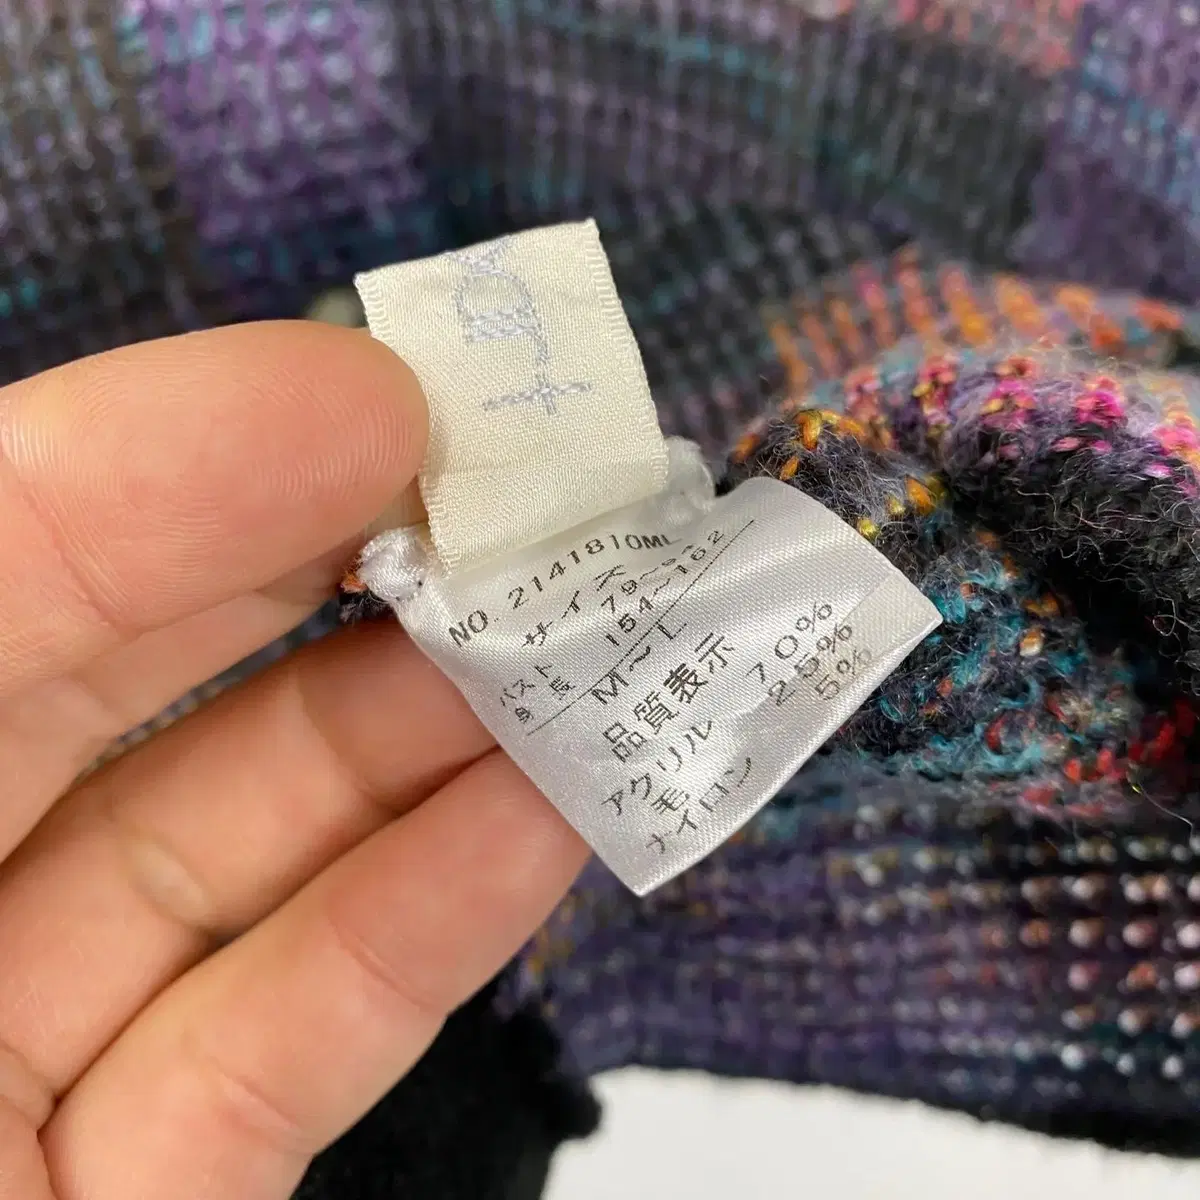 NO. 2141810ML
サイズ
バスト 79〜
身長 154〜162
M〜L
品質表示
アクリル 70%
毛 25%
ナイロン 5%